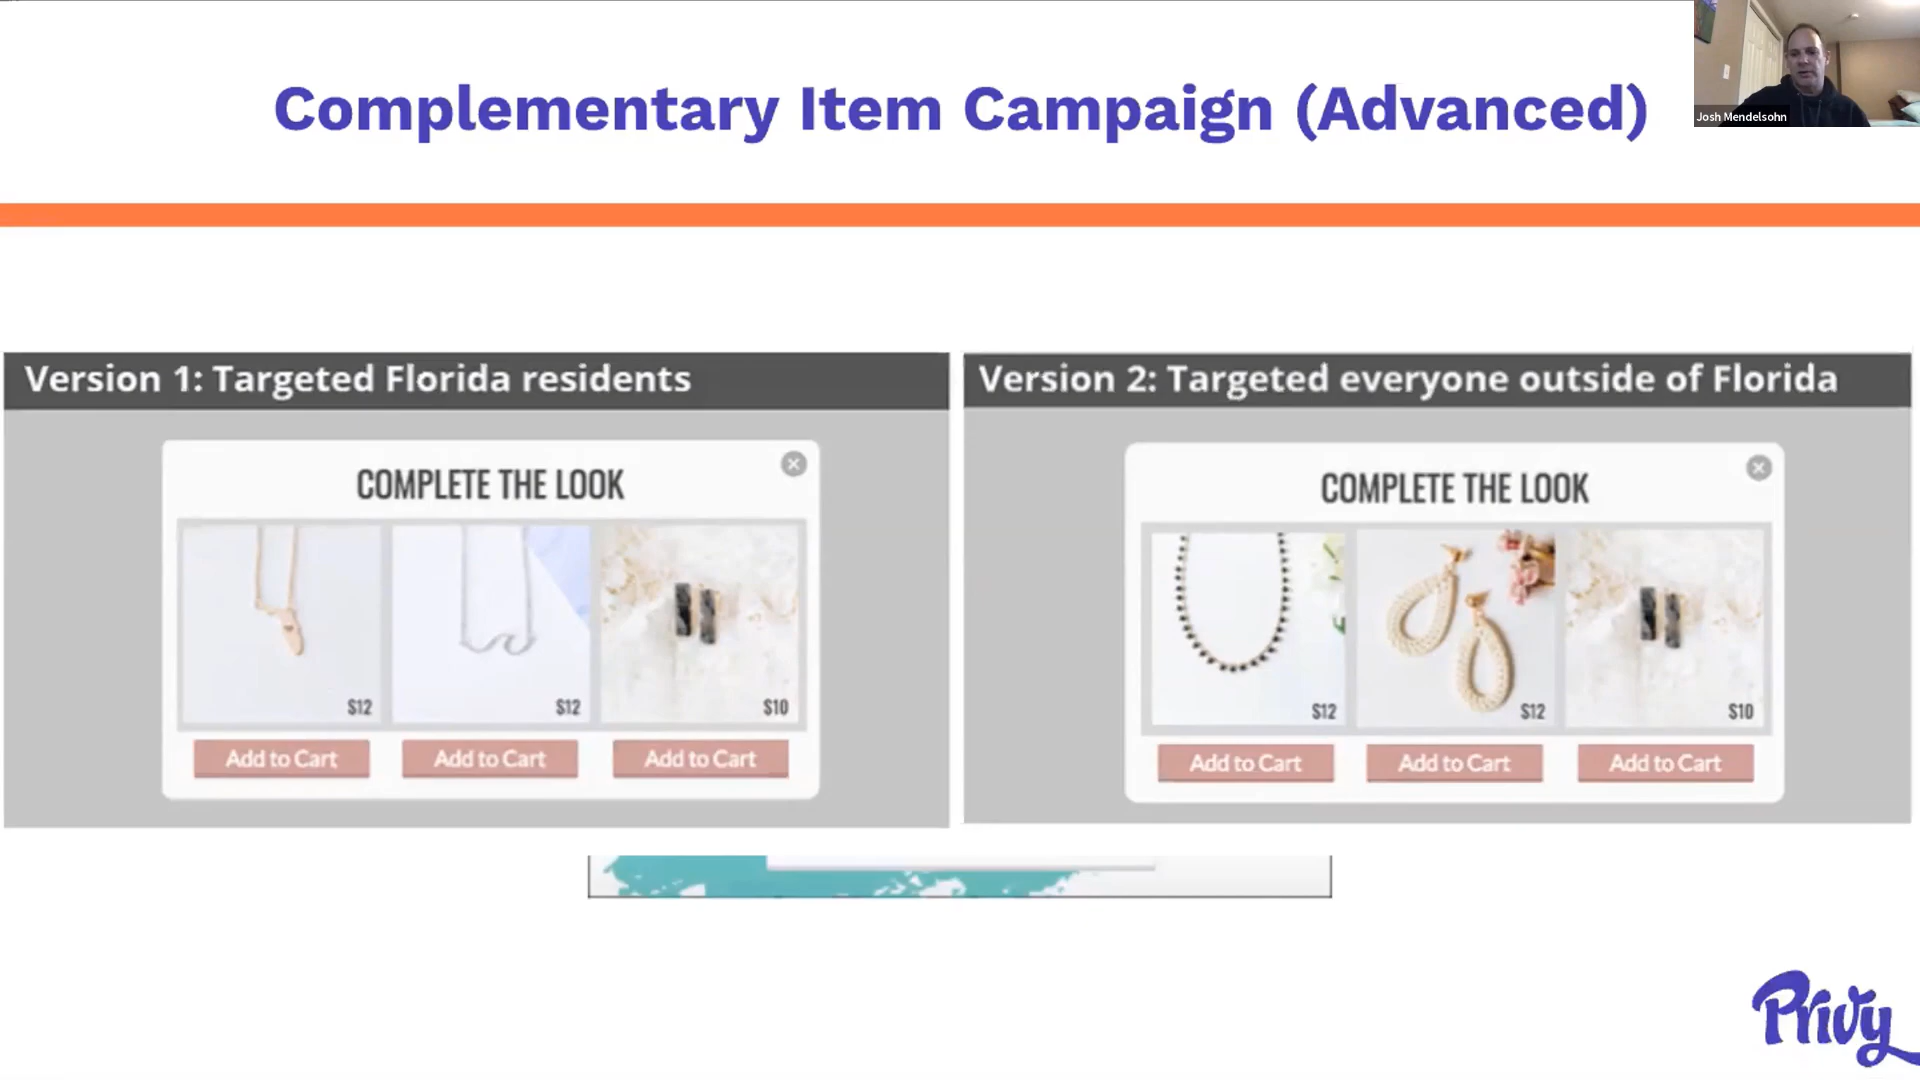 Complementary Item Campaign (Advanced)
Josh Mendelsohn
Version 1: Targeted Florida residents
COMPLETE THE LOOK
$12
$12
$10
Add to Cart
Add to Cart
Add to Cart
Version 2: Targeted everyone outside of Florida
COMPLETE THE LOOK
$12
$12
$10
Add to Cart
Add to Cart
Add to Cart
Privy